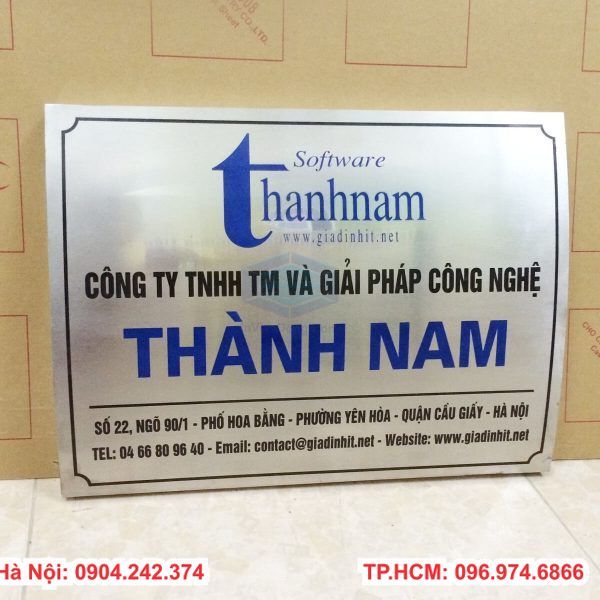 Software
thanhnam
www.giadinhit.net
CÔNG TY TNHH TM VÀ GIẢI PHÁP CÔNG NGHỆ
THÀNH NAM
SỐ 22, NGÕ 90/1 - PHỐ HOA BẰNG - PHƯỜNG YÊN HÒA - QUẬN CẦU GIẤY - HÀ NỘI
TEL: 04 66 80 96 40 - Email: contact@giadinhit.net - Website: www.giadinhit.net
Hà Nội: 0904.242.374
TP.HCM: 096.974.6866